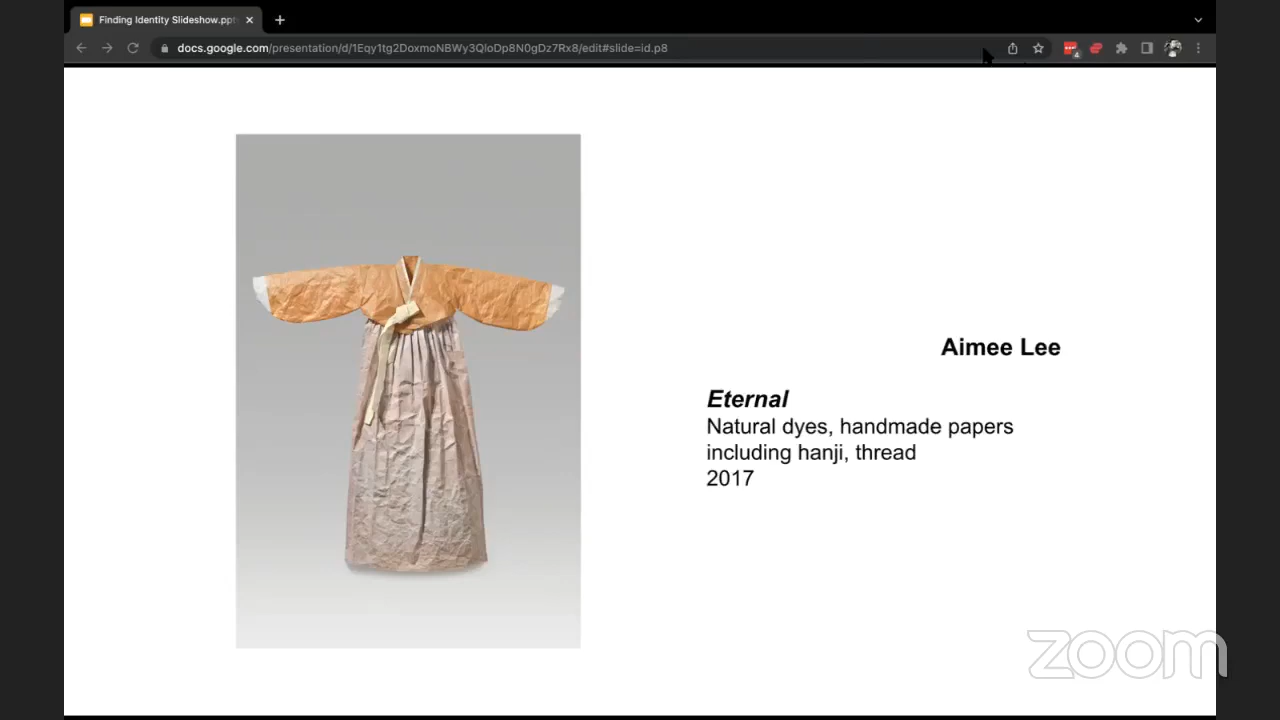 Finding Identity Slideshow.ppt
docs.google.com/presentation/d/1Eqy1tg2DoxmoNBWy3QloDp8N0gDz7Rx8/edit#slide=id.p8
Aimee Lee
Eternal
Natural dyes, handmade papers
including hanji, thread
2017
zoom